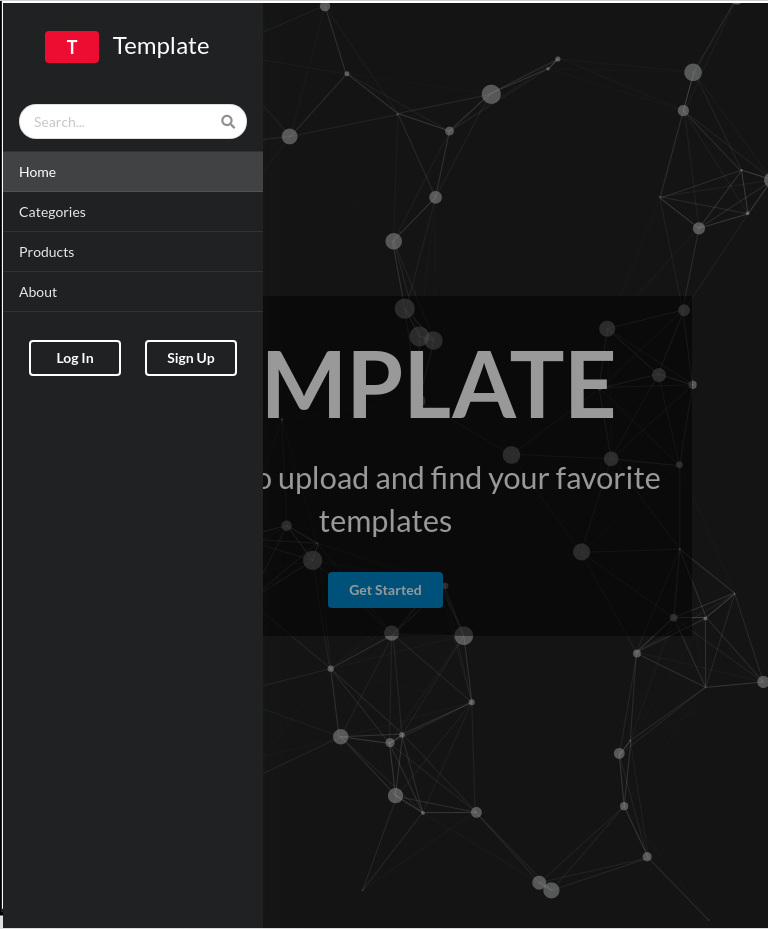 T Template
Search...
Home
Categories
Products
About
Log In Sign Up
MPLATE
upload and find your favorite
templates
Get Started